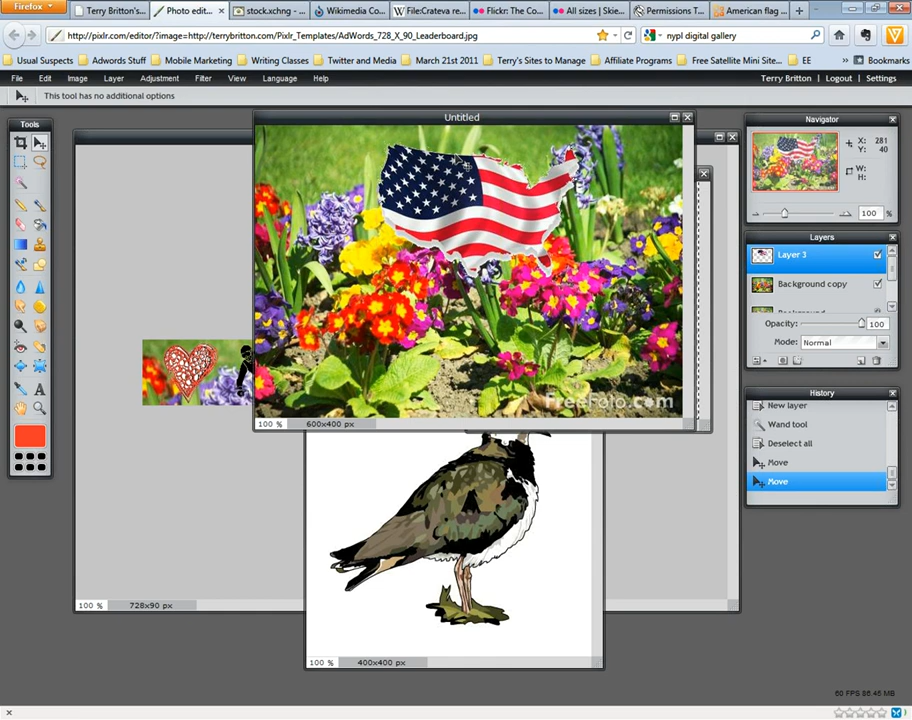 Firefox
Terry Britton's...
Photo edit...
stock.xchng - ...
Wikimedia Co...
File:Crateva re...
Flickr: The Co...
All sizes | Skie...
Permissions T...
American flag ...
http://pixlr.com/editor/?image=http://terrybritton.com/Pixlr_Templates/AdWords_728_X_90_Leaderboard.jpg
nypl digital gallery
Usual Suspects
Adwords Stuff
Mobile Marketing
Writing Classes
Twitter and Media
March 21st 2011
Terry's Sites to Manage
Affiliate Programs
Free Satellite Mini Site...
EE
Bookmarks
File Edit Image Layer Adjustment Filter View Language Help
Terry Britton Logout Settings
This tool has no additional options
Tools
Untitled
FreeFoto.com
100 % 600x400 px
100 % 728x90 px
100 % 400x400 px
Navigator
X: 281
Y: 40
W:
H:
100 %
Layers
Layer 3
Background copy
Background
Opacity: 100
Mode: Normal
History
New layer
Wand tool
Deselect all
Move
Move
60 FPS 86.46 MB